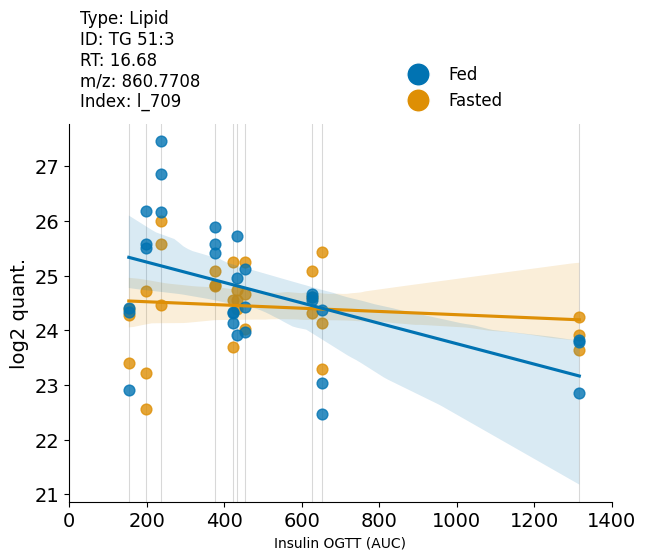 Type: Lipid
ID: TG 51:3
RT: 16.68
m/z: 860.7708
Index: l_709
Fed
Fasted
27
26
25
24
23
22
21
log2 quant.
0 200 400 600 800 1000 1200 1400
Insulin OGTT (AUC)